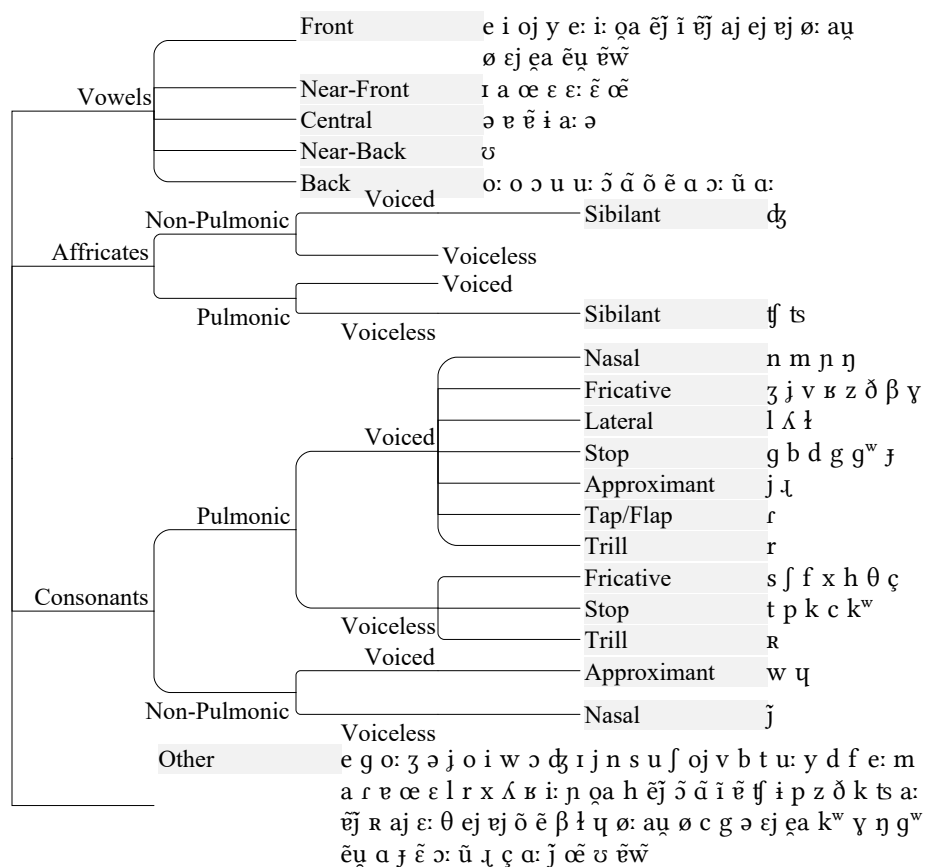 Front e i oj y eː iː o̯a ẽj̃ ĩ ɐ̃j̃ aj ej ɐj øː au̯
ø ɛj e̯a ẽu̯ ɐ̃w̃
Vowels
Near-Front ɪ a œ ɛ ɛː ɛ̃ œ̃
Central ə ɐ ɐ̃ ɨ aː ə
Near-Back ʊ
Back oː o ɔ u uː ɔ̃ ɑ̃ õ ẽ ɑ ɔː ũ ɑː
Voiced
Non-Pulmonic
Sibilant ʤ
Affricates
Voiceless
Voiced
Pulmonic
Voiceless
Sibilant ʧ ʦ
Nasal n m ɲ ŋ
Fricative ʒ ʝ v ʁ z ð β ɣ
Lateral l ʎ ɫ
Voiced
Stop ɡ b d g ɡʷ ɟ
Approximant j ɻ
Pulmonic
Tap/Flap ɾ
Trill r
Fricative s ʃ f x h θ ç
Consonants
Stop t p k c kʷ
Voiceless
Trill ʀ
Voiced
Approximant w ɥ
Non-Pulmonic
Nasal j̃
Voiceless
Other e ɡ oː ʒ ə ʝ o i w ɔ ʤ ɪ j n s u ʃ oj v b t uː y d f eː m
a ɾ ɐ œ ɛ l r x ʎ ʁ iː ɲ o̯a h ẽj̃ ɔ̃ ɑ̃ ĩ ɐ̃ ʧ ɨ p z ð k ʦ aː
ɐ̃j̃ ʀ aj ɛː θ ej ɐj õ ẽ β ɫ ɥ øː au̯ ø c g ə ɛj e̯a kʷ ɣ ŋ ɡʷ
ẽu̯ ɑ ɟ ɛ̃ ɔː ũ ɻ ç ɑː j̃ œ̃ ʊ ɐ̃w̃